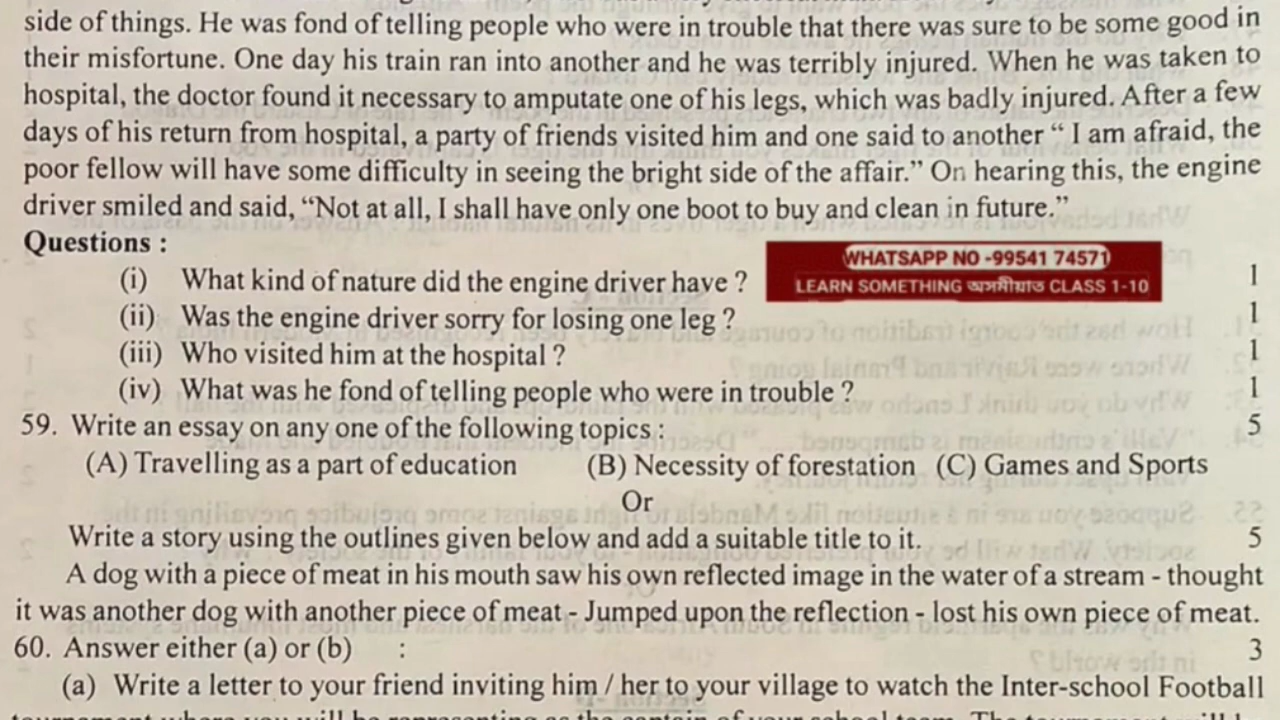 side of things. He was fond of telling people who were in trouble that there was sure to be some good in
their misfortune. One day his train ran into another and he was terribly injured. When he was taken to
hospital, the doctor found it necessary to amputate one of his legs, which was badly injured. After a few
days of his return from hospital, a party of friends visited him and one said to another “ I am afraid, the
poor fellow will have some difficulty in seeing the bright side of the affair.” On hearing this, the engine
driver smiled and said, “Not at all, I shall have only one boot to buy and clean in future.”
Questions :
WHATSAPP NO -99541 74571
LEARN SOMETHING অসমীয়াত CLASS 1-10
(i) What kind of nature did the engine driver have ? 1
(ii) Was the engine driver sorry for losing one leg ? 1
(iii) Who visited him at the hospital ? 1
(iv) What was he fond of telling people who were in trouble ? 1
59. Write an essay on any one of the following topics : 5
(A) Travelling as a part of education (B) Necessity of forestation (C) Games and Sports
Or
Write a story using the outlines given below and add a suitable title to it. 5
A dog with a piece of meat in his mouth saw his own reflected image in the water of a stream - thought
it was another dog with another piece of meat - Jumped upon the reflection - lost his own piece of meat.
60. Answer either (a) or (b) : 3
(a) Write a letter to your friend inviting him / her to your village to watch the Inter-school Football